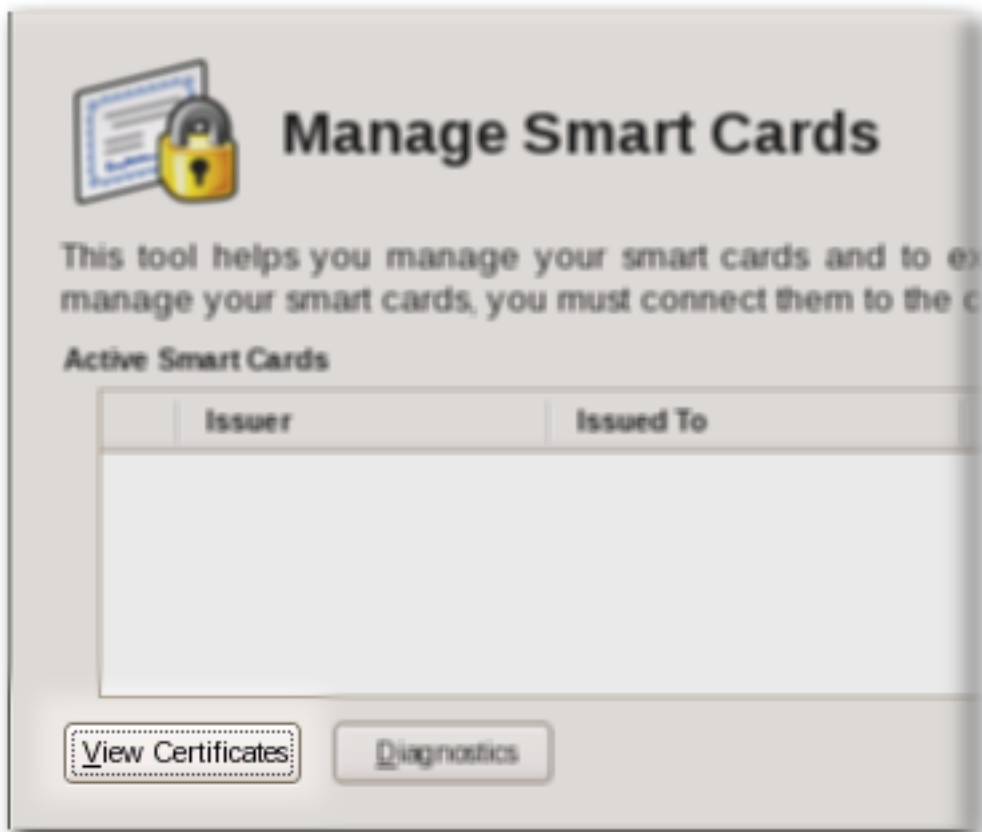 Manage Smart Cards
This tool helps you manage your smart cards and to
manage your smart cards, you must connect them to the
Active Smart Cards
Issuer Issued To
View Certificates Diagnostics